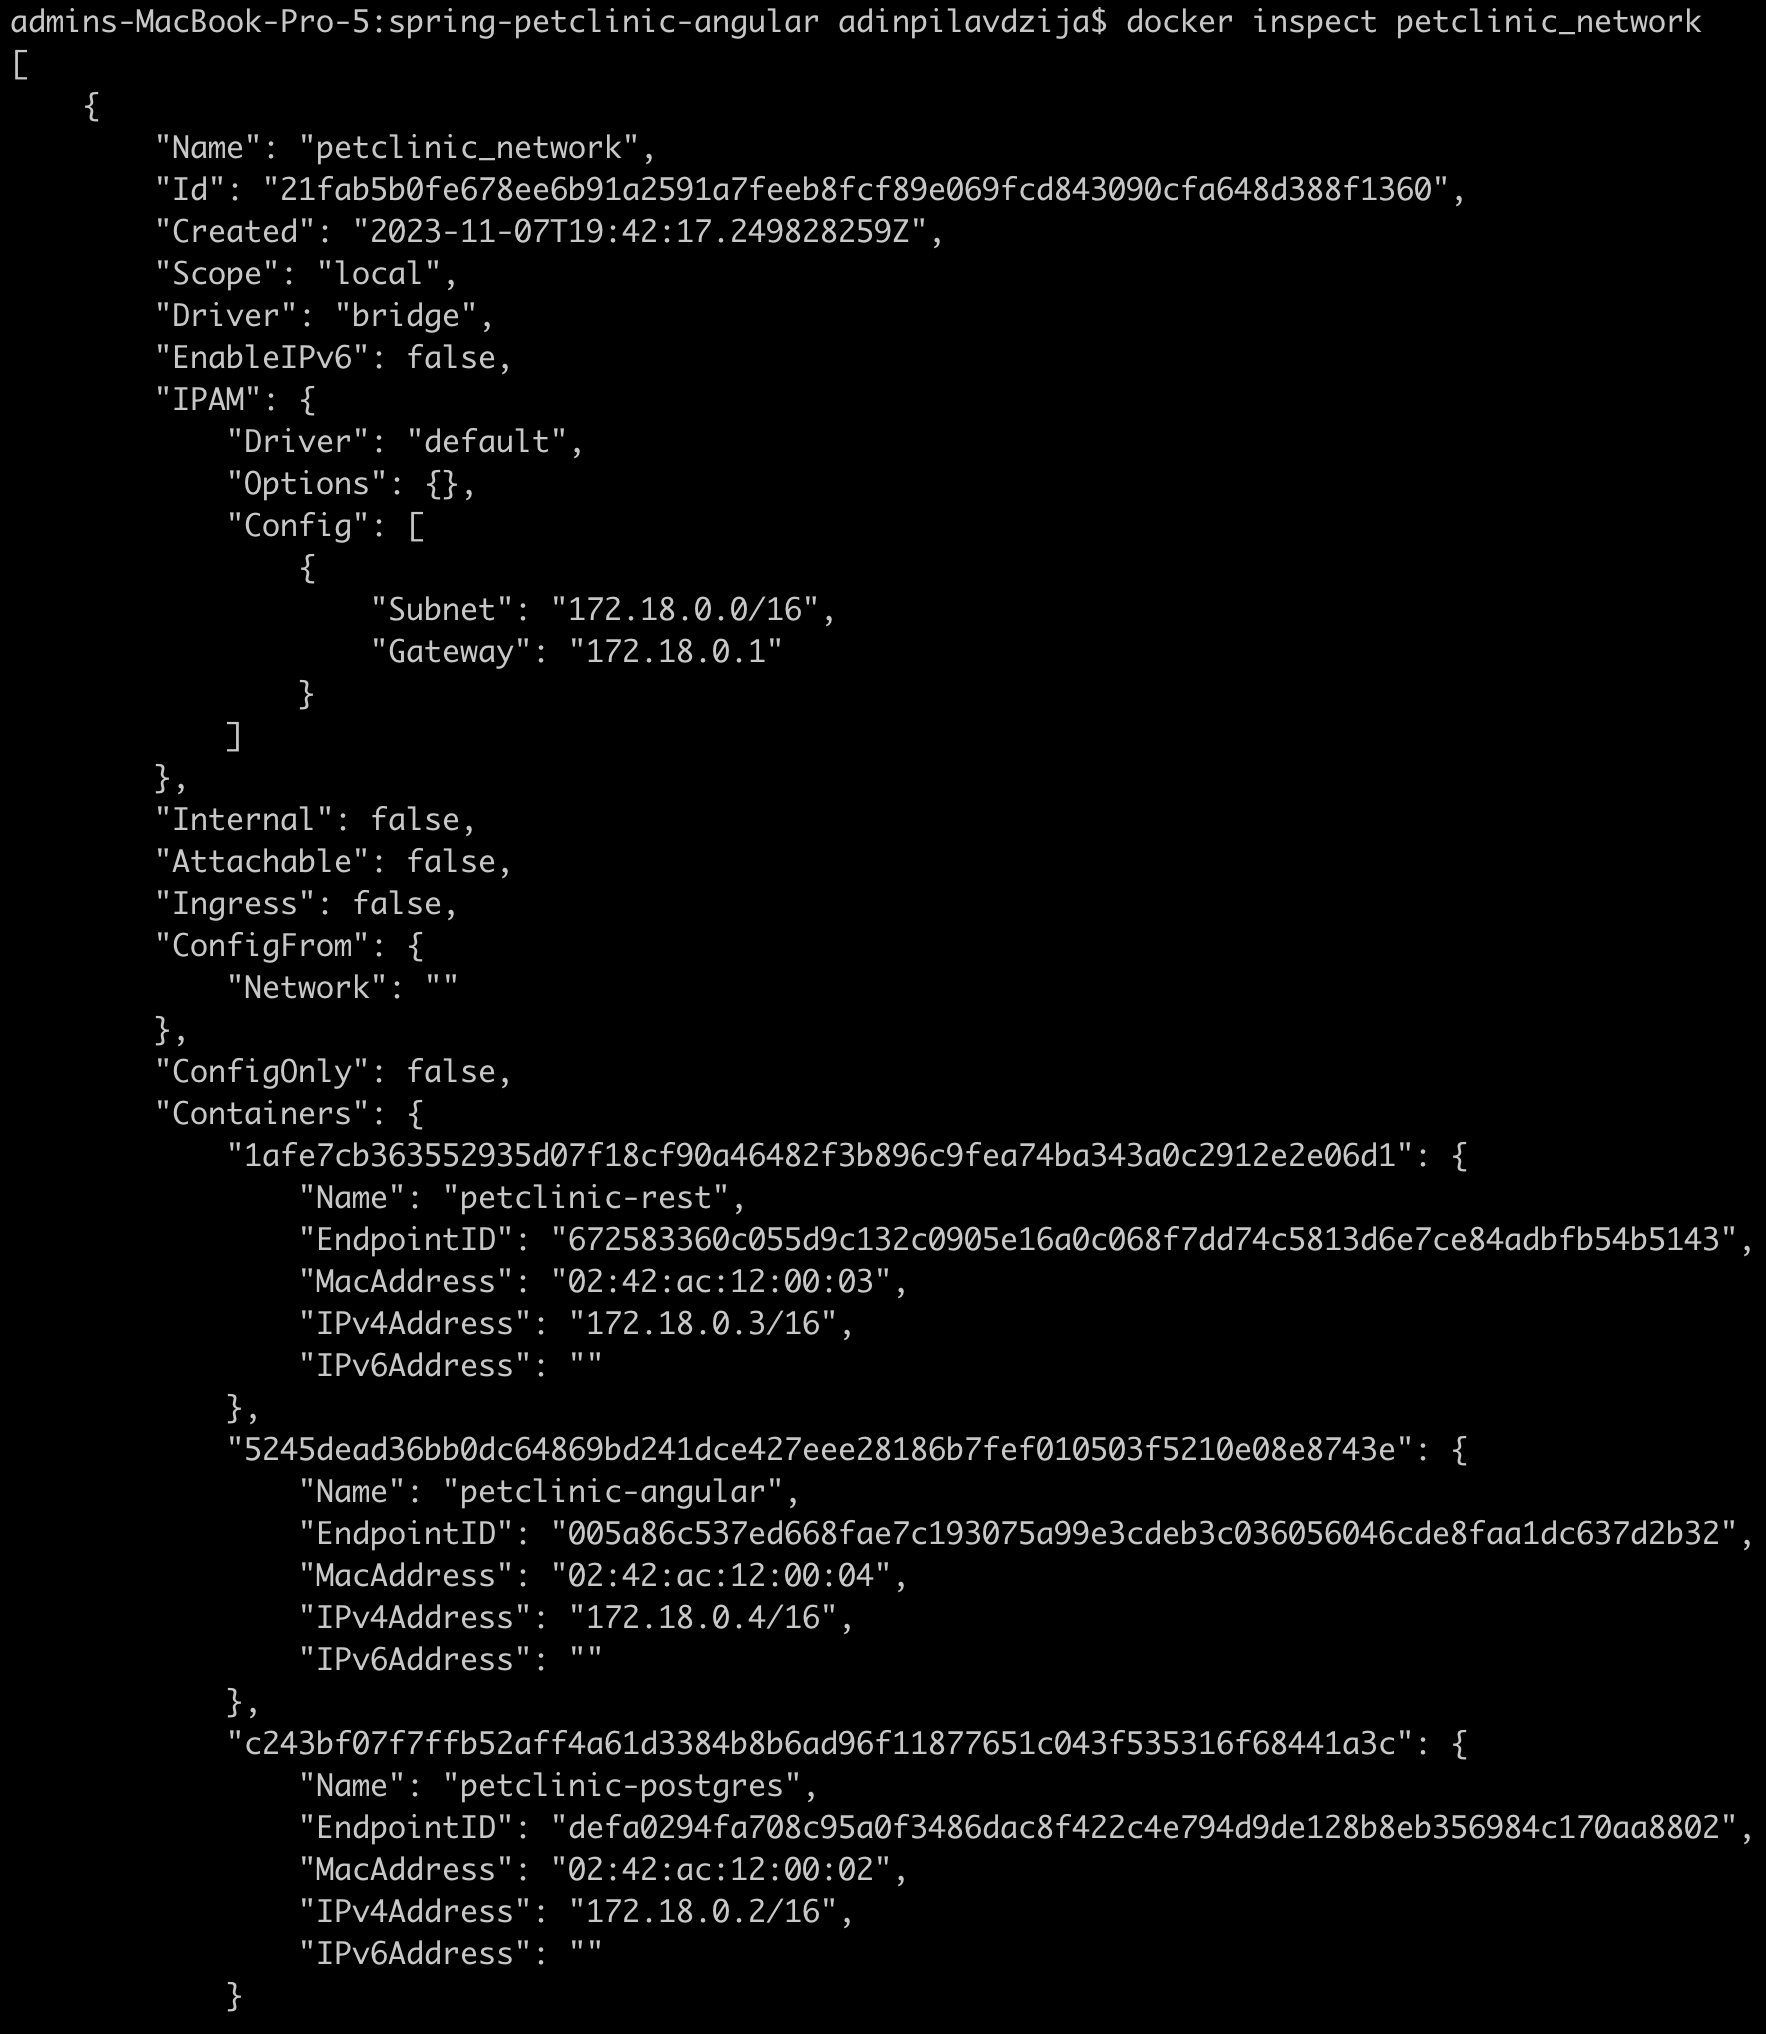 admins-MacBook-Pro-5:spring-petclinic-angular adinpilavdzija$ docker inspect petclinic_network
[
    {
        "Name": "petclinic_network",
        "Id": "21fab5b0fe678ee6b91a2591a7feeb8fcf89e069fcd843090cfa648d388f1360",
        "Created": "2023-11-07T19:42:17.249828259Z",
        "Scope": "local",
        "Driver": "bridge",
        "EnableIPv6": false,
        "IPAM": {
            "Driver": "default",
            "Options": {},
            "Config": [
                {
                    "Subnet": "172.18.0.0/16",
                    "Gateway": "172.18.0.1"
                }
            ]
        },
        "Internal": false,
        "Attachable": false,
        "Ingress": false,
        "ConfigFrom": {
            "Network": ""
        },
        "ConfigOnly": false,
        "Containers": {
            "1afe7cb363552935d07f18cf90a46482f3b896c9fea74ba343a0c2912e2e06d1": {
                "Name": "petclinic-rest",
                "EndpointID": "672583360c055d9c132c0905e16a0c068f7dd74c5813d6e7ce84adbfb54b5143",
                "MacAddress": "02:42:ac:12:00:03",
                "IPv4Address": "172.18.0.3/16",
                "IPv6Address": ""
            },
            "5245dead36bb0dc64869bd241dce427eee28186b7fef010503f5210e08e8743e": {
                "Name": "petclinic-angular",
                "EndpointID": "005a86c537ed668fae7c193075a99e3cdeb3c036056046cde8faa1dc637d2b32",
                "MacAddress": "02:42:ac:12:00:04",
                "IPv4Address": "172.18.0.4/16",
                "IPv6Address": ""
            },
            "c243bf07f7ffb52aff4a61d3384b8b6ad96f11877651c043f535316f68441a3c": {
                "Name": "petclinic-postgres",
                "EndpointID": "defa0294fa708c95a0f3486dac8f422c4e794d9de128b8eb356984c170aa8802",
                "MacAddress": "02:42:ac:12:00:02",
                "IPv4Address": "172.18.0.2/16",
                "IPv6Address": ""
            }